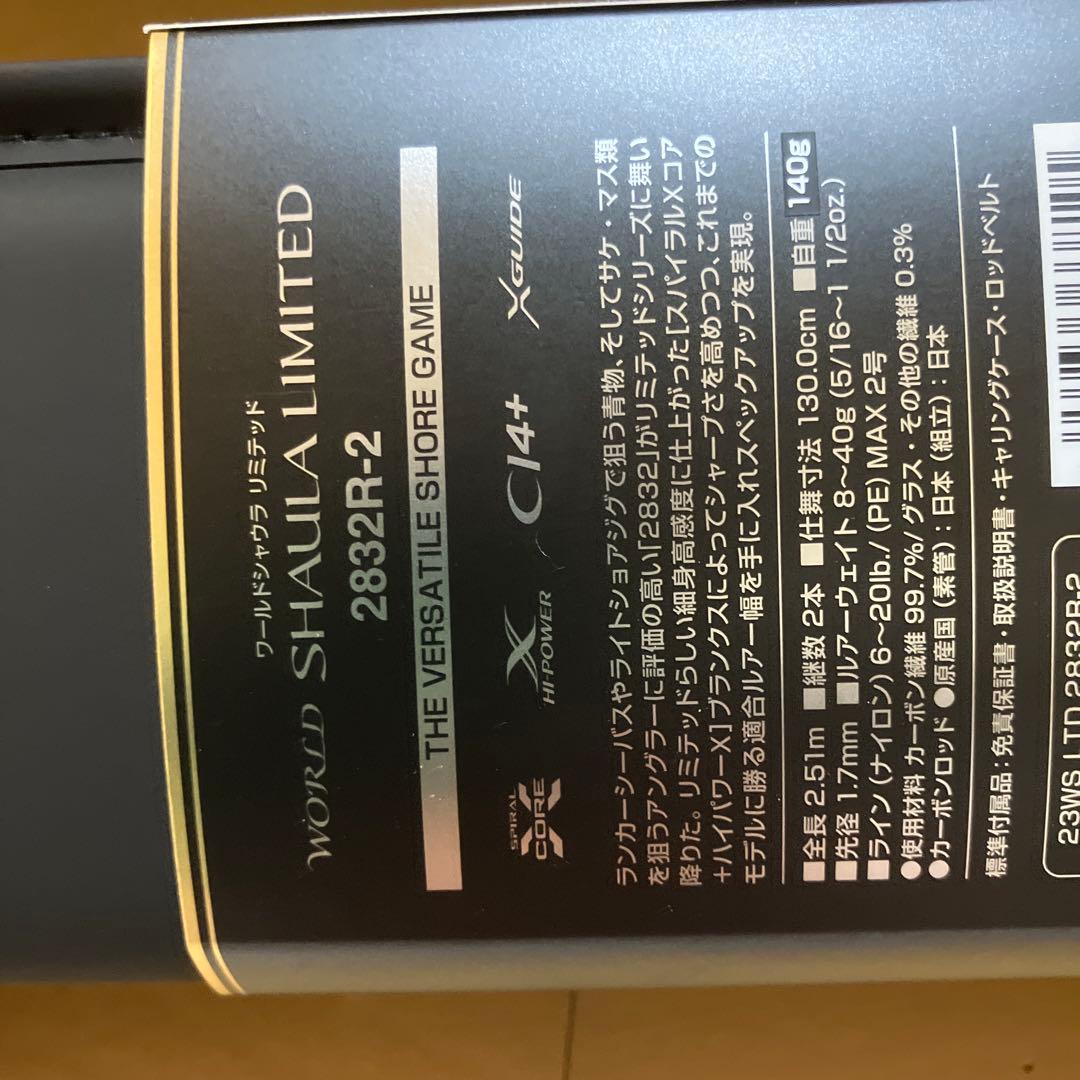 ワールドシャウラ リミテッド
WORLD SHAULA LIMITED
2832R-2
THE VERSATILE SHORE GAME
SPIRAL CORE X HI-POWER CI4+ XGUIDE
ランカーシーバスやライトショアジグで狙う青物、そしてサケ・マス類
を狙うアングラーに評価の高い「2832」がリミテッドシリーズに舞い
降りた。リミテッドらしい細身高感度に仕上がった[スパイラルXコア
+ハイパワーX]ブランクスによってシャープさを高めつつ、これまでの
モデルに勝る適合ルアー幅を手に入れスペックアップを実現。
■全長 2.51m ■継数 2本 ■仕舞寸法 130.0cm ■自重 140g
■先径 1.7mm ■ルアーウェイト 8〜40g (5/16〜1 1/2oz.)
■ライン (ナイロン) 6〜20lb./ (PE) MAX 2号
●使用材料 カーボン繊維 99.7%/ グラス・その他の繊維 0.3%
●カーボンロッド ●原産国 (素管):日本 (組立):日本
標準付属品:免責保証書・取扱説明書・キャリングケース・ロッドベルト
23WS LTD 2832R-2